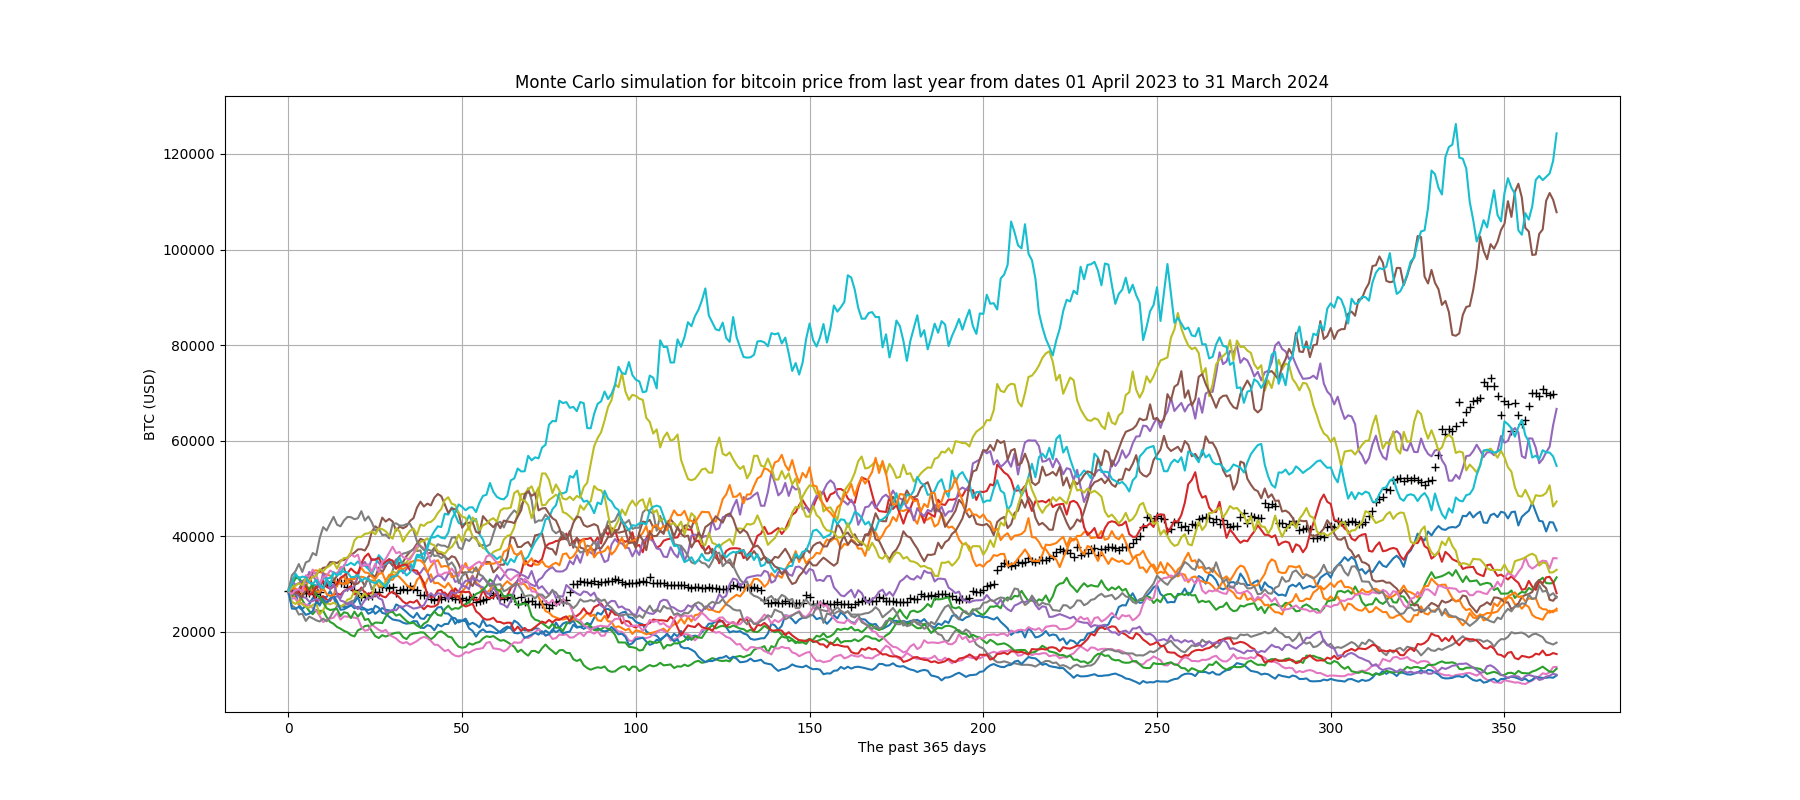 Monte Carlo simulation for bitcoin price from last year from dates 01 April 2023 to 31 March 2024
120000
100000
80000
60000
40000
20000
BTC (USD)
0 50 100 150 200 250 300 350
The past 365 days